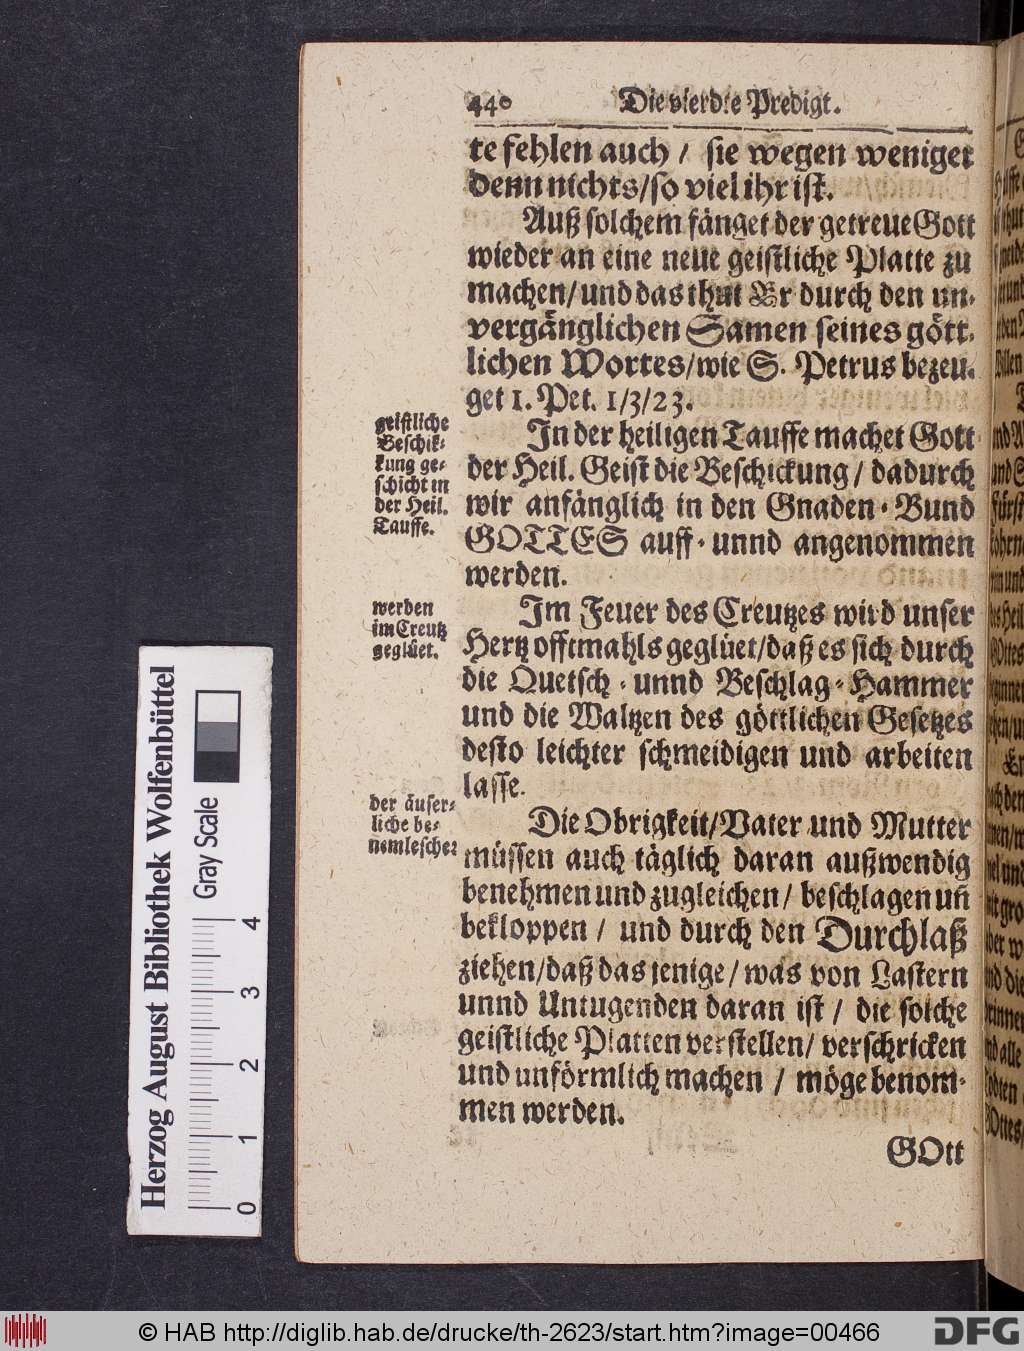 440 Die vierdte Predigt.
te fehlen auch / sie wegen weniger
denn nichts/so viel ihr ist.
Auß solchem fänget der getreue Gott
wieder an eine neue geistliche Platte zu
machen/ und das thut Er durch den un-
vergänglichen Samen seines gött-
lichen Wortes/wie S. Petrus bezeu-
get 1. Pet. 1/3/23.
geistliche
Beschik-
kung ge-
schicht in
der Heil.
Tauffe.
In der heiligen Tauffe machet Gott
der Heil. Geist die Beschickung / dadurch
wir anfänglich in den Gnaden-Bund
GOTTES auff- unnd angenommen
werden.
werden
im Creutz
geglüet.
Im Feuer des Creutzes wird unser
Hertz offtmahls geglüet/daß es sich durch
die Quetsch- unnd Beschlag-Hammer
und die Waltzen des göttlichen Gesetzes
desto leichter schmeidigen und arbeiten
lasse.
der äuser-
liche be-
Die Obrigkeit/Vater und Mutter
müssen auch täglich daran außwendig
benehmen und zugleichen / beschlagen uñ
bekloppen / und durch den Durchlaß
ziehen/daß das jenige / was von Lastern
unnd Untugenden daran ist / die solche
geistliche Platten verstellen/ verschricken
und unförmlich machen / möge benom-
men werden.
GOtt
Herzog August Bibliothek Wolfenbüttel
Gray Scale
0 1 2 3 4
© HAB http://diglib.hab.de/drucke/th-2623/start.htm?image=00466
DFG